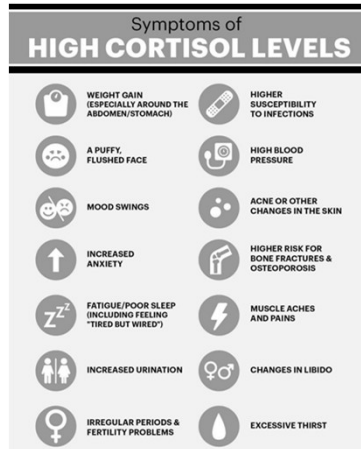 Symptoms of
HIGH CORTISOL LEVELS
WEIGHT GAIN
(ESPECIALLY AROUND THE
ABDOMEN/STOMACH)
HIGHER
SUSCEPTIBILITY
TO INFECTIONS
A PUFFY,
FLUSHED FACE
HIGH BLOOD
PRESSURE
MOOD SWINGS
ACNE OR OTHER
CHANGES IN THE SKIN
INCREASED
ANXIETY
HIGHER RISK FOR
BONE FRACTURES &
OSTEOPOROSIS
ZZZ
FATIGUE/POOR SLEEP
(INCLUDING FEELING
"TIRED BUT WIRED")
MUSCLE ACHES
AND PAINS
INCREASED URINATION
CHANGES IN LIBIDO
IRREGULAR PERIODS &
FERTILITY PROBLEMS
EXCESSIVE THIRST